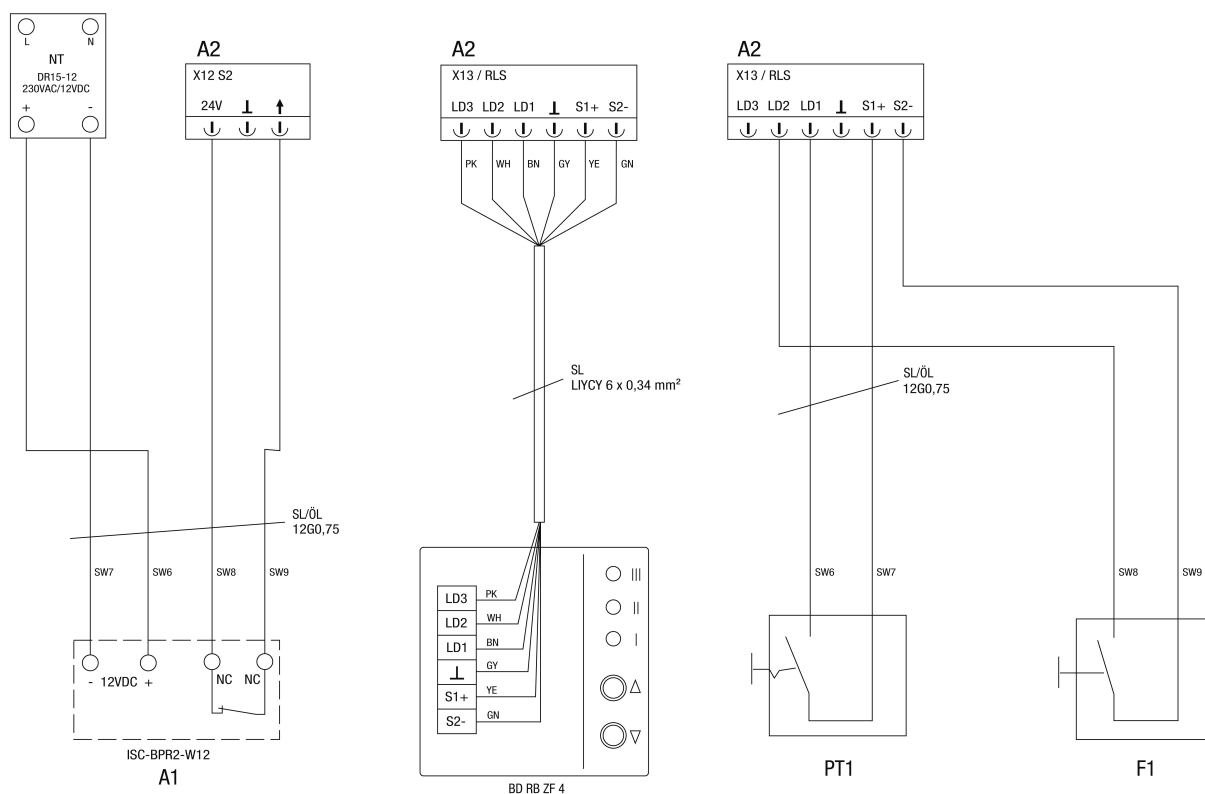 L N
NT
DR15-12
230VAC/12VDC
+ -
A2
X12 S2
24V ⊥ ↑
SL/ÖL
12G0,75
SW7 SW6 SW8 SW9
- 12VDC + NC NC
ISC-BPR2-W12
A1
A2
X13 / RLS
LD3 LD2 LD1 ⊥ S1+ S2-
PK WH BN GY YE GN
SL
LIYCY 6 x 0,34 mm²
LD3 PK
LD2 WH
LD1 BN
⊥ GY
S1+ YE
S2- GN
III
II
I
△
▽
BD RB ZF 4
A2
X13 / RLS
LD3 LD2 LD1 ⊥ S1+ S2-
SL/ÖL
12G0,75
SW6 SW7 SW8 SW9
PT1
F1